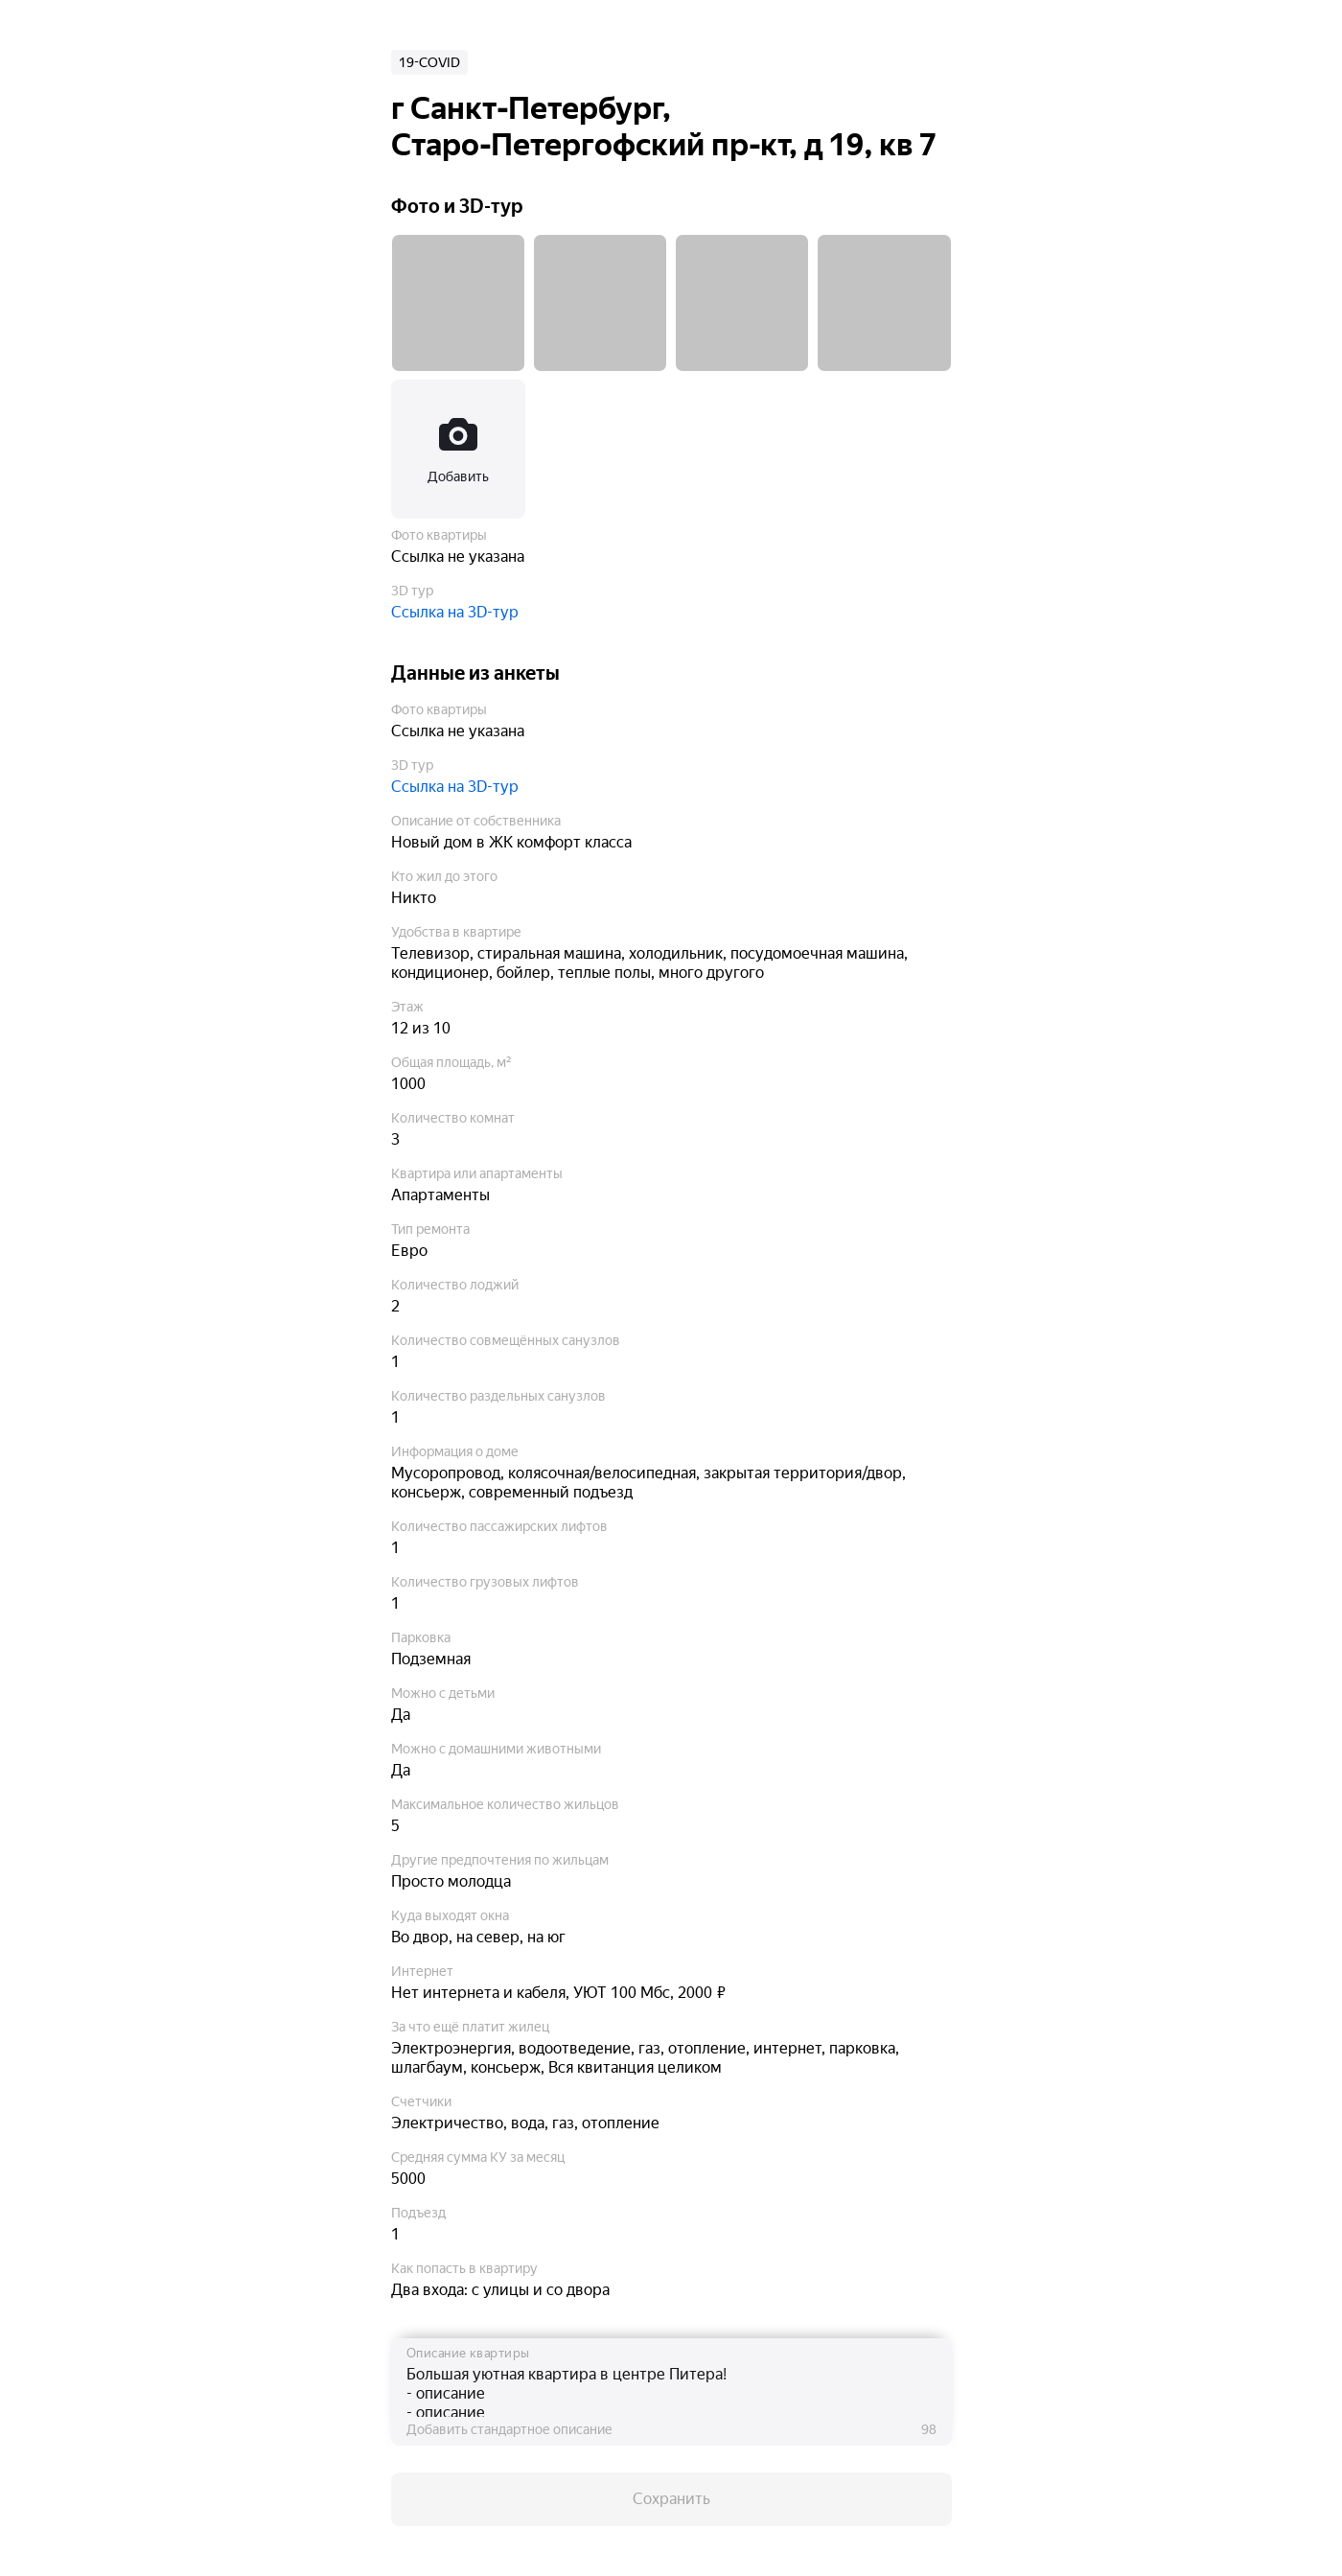 19-COVID
г Санкт-Петербург,
Старо-Петергофский пр-кт, д 19, кв 7
Фото и 3D-тур
Добавить
Фото квартиры
Ссылка не указана
3D тур
Ссылка на 3D-тур
Данные из анкеты
Фото квартиры
Ссылка не указана
3D тур
Ссылка на 3D-тур
Описание от собственника
Новый дом в ЖК комфорт класса
Кто жил до этого
Никто
Удобства в квартире
Телевизор, стиральная машина, холодильник, посудомоечная машина,
кондиционер, бойлер, теплые полы, много другого
Этаж
12 из 10
Общая площадь, м²
1000
Количество комнат
3
Квартира или апартаменты
Апартаменты
Тип ремонта
Евро
Количество лоджий
2
Количество совмещённых санузлов
1
Количество раздельных санузлов
1
Информация о доме
Мусоропровод, колясочная/велосипедная, закрытая территория/двор,
консьерж, современный подъезд
Количество пассажирских лифтов
1
Количество грузовых лифтов
1
Парковка
Подземная
Можно с детьми
Да
Можно с домашними животными
Да
Максимальное количество жильцов
5
Другие предпочтения по жильцам
Просто молодца
Куда выходят окна
Во двор, на север, на юг
Интернет
Нет интернета и кабеля, УЮТ 100 Мбс, 2000 ₽
За что ещё платит жилец
Электроэнергия, водоотведение, газ, отопление, интернет, парковка,
шлагбаум, консьерж, Вся квитанция целиком
Счетчики
Электричество, вода, газ, отопление
Средняя сумма КУ за месяц
5000
Подъезд
1
Как попасть в квартиру
Два входа: с улицы и со двора
Описание квартиры
Большая уютная квартира в центре Питера!
- описание
- описание
Добавить стандартное описание 98
Сохранить